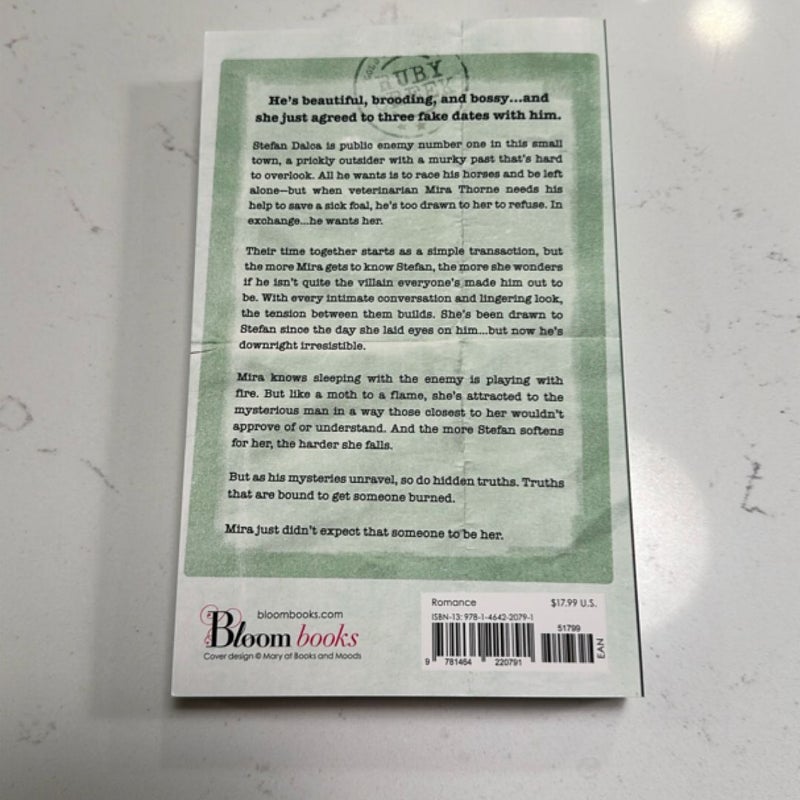 RUBY
CREEK
He's beautiful, brooding, and bossy...and
she just agreed to three fake dates with him.
Stefan Dalca is public enemy number one in this small
town, a prickly outsider with a murky past that's hard
to overlook. All he wants is to race his horses and be left
alone—but when veterinarian Mira Thorne needs his
help to save a sick foal, he's too drawn to her to refuse. In
exchange...he wants her.
Their time together starts as a simple transaction, but
the more Mira gets to know Stefan, the more she wonders
if he isn't quite the villain everyone's made him out to
be. With every intimate conversation and lingering look,
the tension between them builds. She's been drawn to
Stefan since the day she laid eyes on him...but now he's
downright irresistible.
Mira knows sleeping with the enemy is playing with
fire. But like a moth to a flame, she's attracted to the
mysterious man in a way those closest to her wouldn't
approve of or understand. And the more Stefan softens
for her, the harder she falls.
But as his mysteries unravel, so do hidden truths. Truths
that are bound to get someone burned.
Mira just didn't expect that someone to be her.
bloombooks.com
Bloom books
Cover design © Mary at Books and Moods
Romance $17.99 U.S.
ISBN-13: 978-1-4642-2079-1
51799
EAN
9 781464 220791